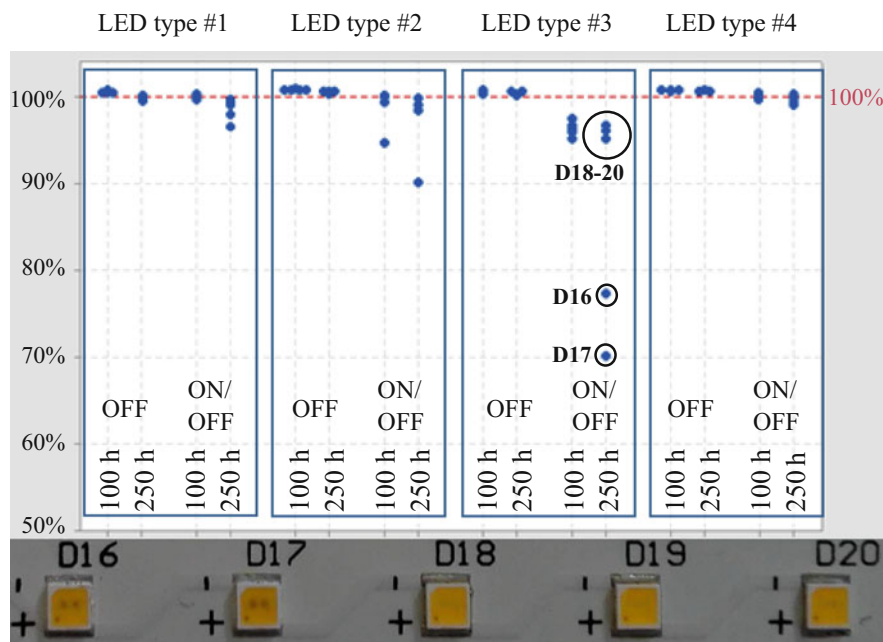 LED type #1 LED type #2 LED type #3 LED type #4
100% 100%
90%
D18-20
80%
D16
70%
D17
OFF ON/ OFF OFF ON/ OFF OFF ON/ OFF OFF ON/ OFF
60%
100 h 250 h 100 h 250 h 100 h 250 h 100 h 250 h 100 h 250 h 100 h 250 h 100 h 250 h 100 h 250 h
50%
D16 D17 D18 D19 D20
- - - - -
+ + + + +